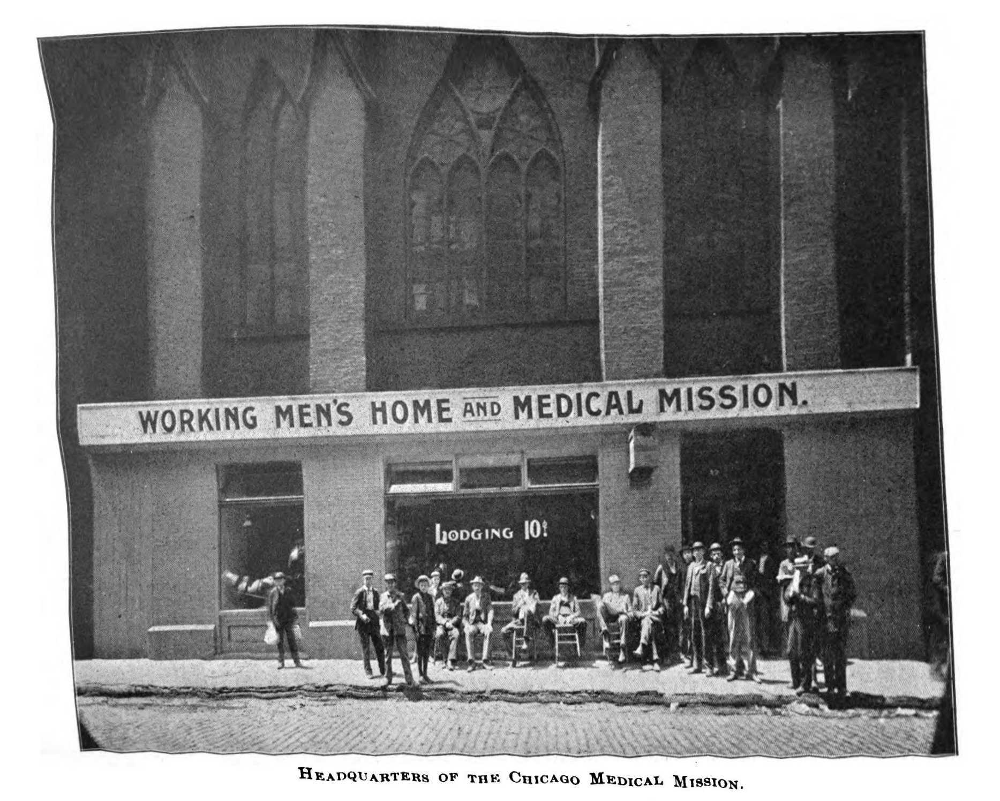 WORKING MEN'S HOME AND MEDICAL MISSION.
LODGING 10¢
HEADQUARTERS OF THE CHICAGO MEDICAL MISSION.